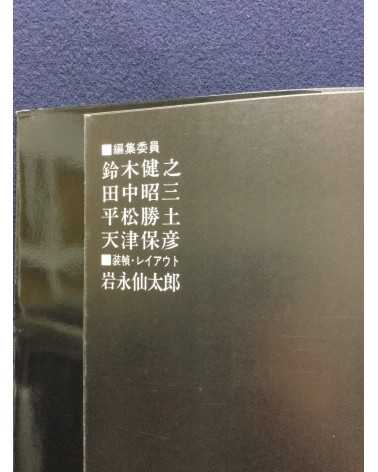 ■編集委員
鈴木健之
田中昭三
平松勝土
天津保彦
■装幀・レイアウト
岩永仙太郎